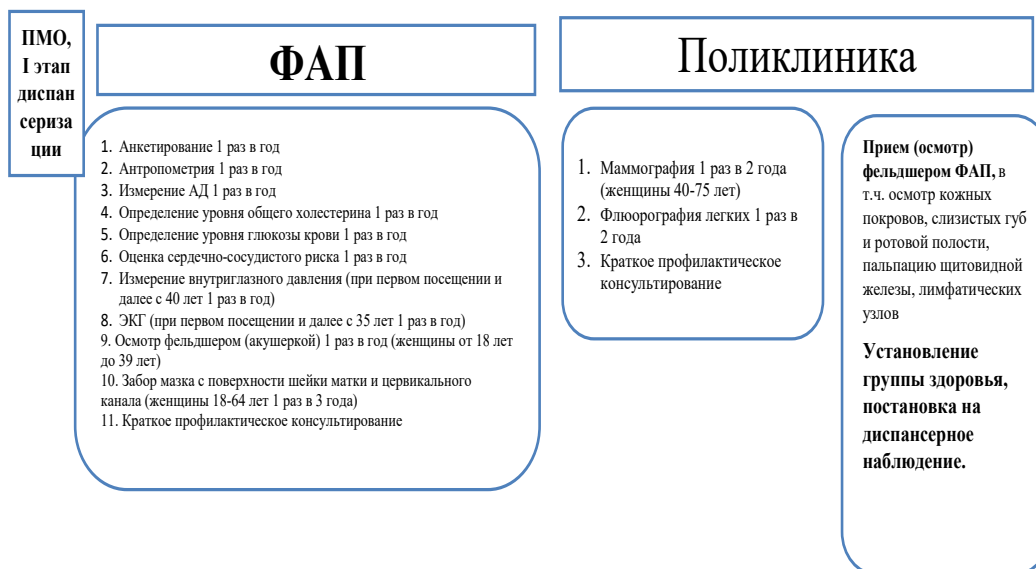 ПМО,
I этап
диспан
сериза
ции
ФАП
Поликлиника
1. Анкетирование 1 раз в год
2. Антропометрия 1 раз в год
3. Измерение АД 1 раз в год
4. Определение уровня общего холестерина 1 раз в год
5. Определение уровня глюкозы крови 1 раз в год
6. Оценка сердечно-сосудистого риска 1 раз в год
7. Измерение внутриглазного давления (при первом посещении и
далее с 40 лет 1 раз в год)
8. ЭКГ (при первом посещении и далее с 35 лет 1 раз в год)
9. Осмотр фельдшером (акушеркой) 1 раз в год (женщины от 18 лет
до 39 лет)
10. Забор мазка с поверхности шейки матки и цервикального
канала (женщины 18-64 лет 1 раз в 3 года)
11. Краткое профилактическое консультирование
1. Маммография 1 раз в 2 года
(женщины 40-75 лет)
2. Флюорография легких 1 раз в
2 года
3. Краткое профилактическое
консультирование
Прием (осмотр)
фельдшером ФАП, в
т.ч. осмотр кожных
покровов, слизистых губ
и ротовой полости,
пальпацию щитовидной
железы, лимфатических
узлов
Установление
группы здоровья,
постановка на
диспансерное
наблюдение.